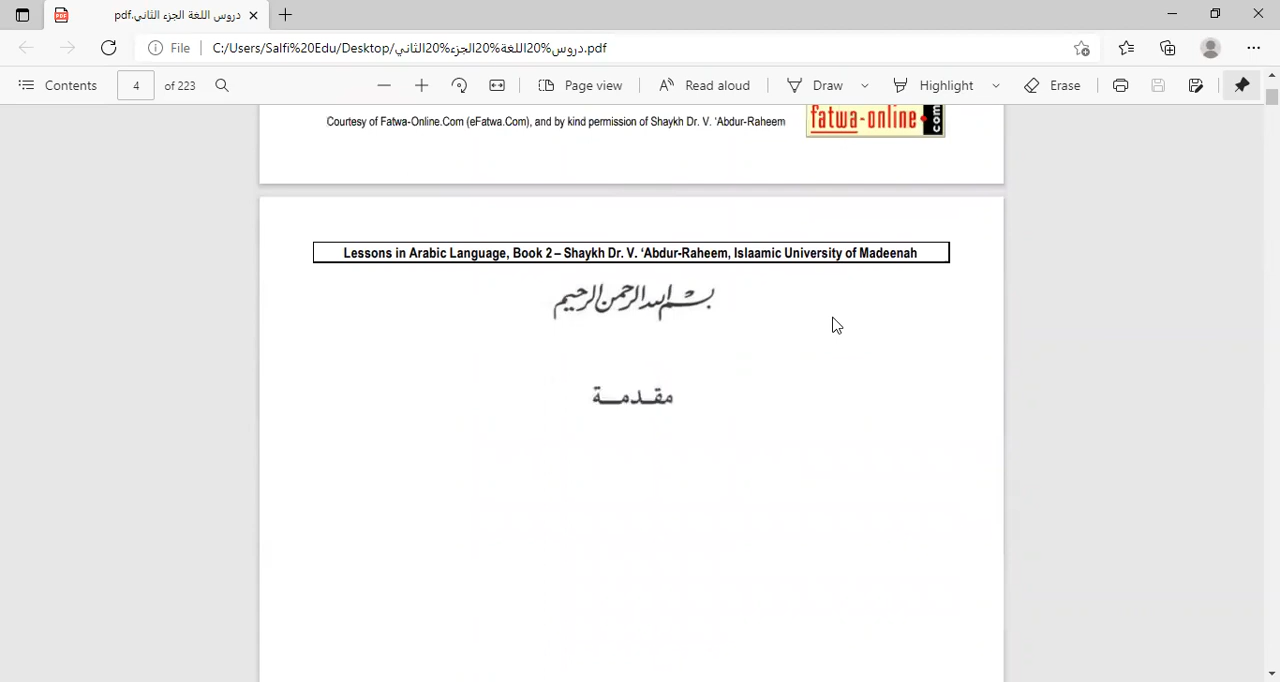 دروس اللغة الجزء الثاني.pdf
File
C:/Users/Salfi%20Edu/Desktop/دروس%20اللغة%20الجزء%20الثاني.pdf
Contents
4
of 223
Page view
Read aloud
Draw
Highlight
Erase
Courtesy of Fatwa-Online.Com (eFatwa.Com), and by kind permission of Shaykh Dr. V. ‘Abdur-Raheem
fatwa-online
com
Lessons in Arabic Language, Book 2 – Shaykh Dr. V. ‘Abdur-Raheem, Islaamic University of Madeenah
بسم الله الرحمن الرحيم
مقدمة